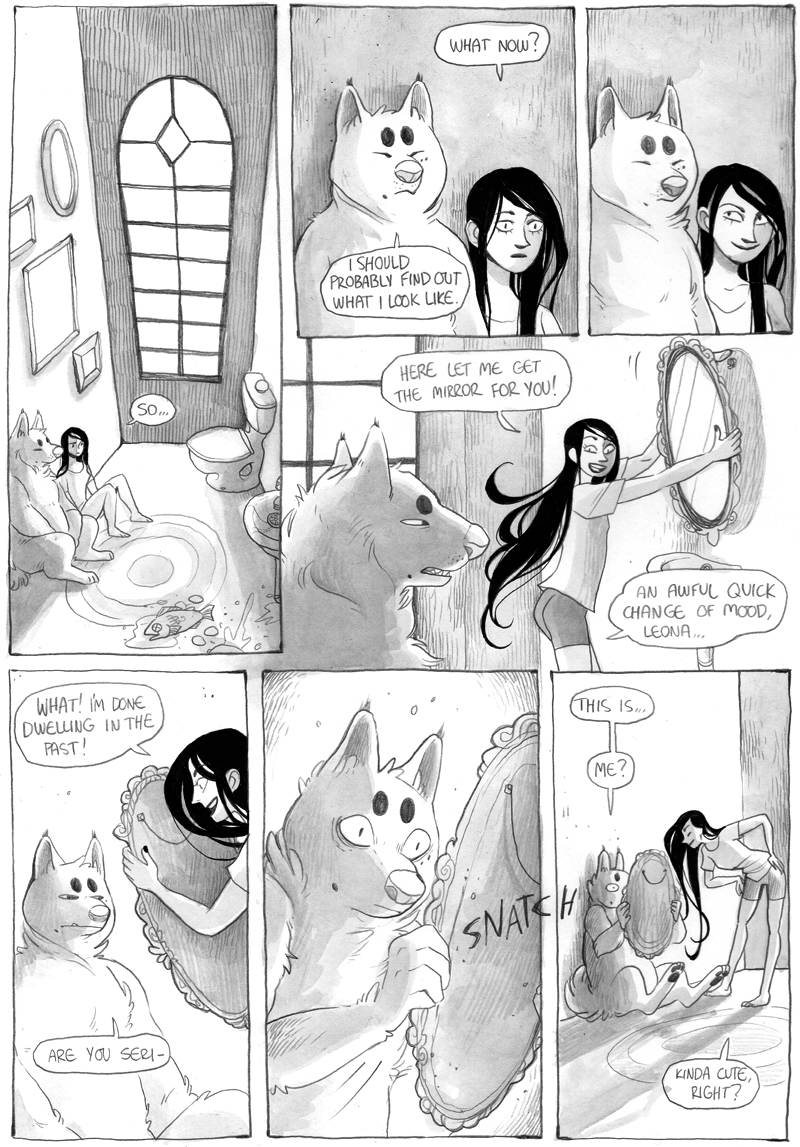 SO...
WHAT NOW?
I SHOULD
PROBABLY FIND OUT
WHAT I LOOK LIKE.
HERE LET ME GET
THE MIRROR FOR YOU!
AN AWFUL QUICK
CHANGE OF MOOD,
LEONA...
WHAT! I'M DONE
DWELLING IN THE
PAST!
ARE YOU SERI-
SNATCH
THIS IS...
ME?
KINDA CUTE,
RIGHT?